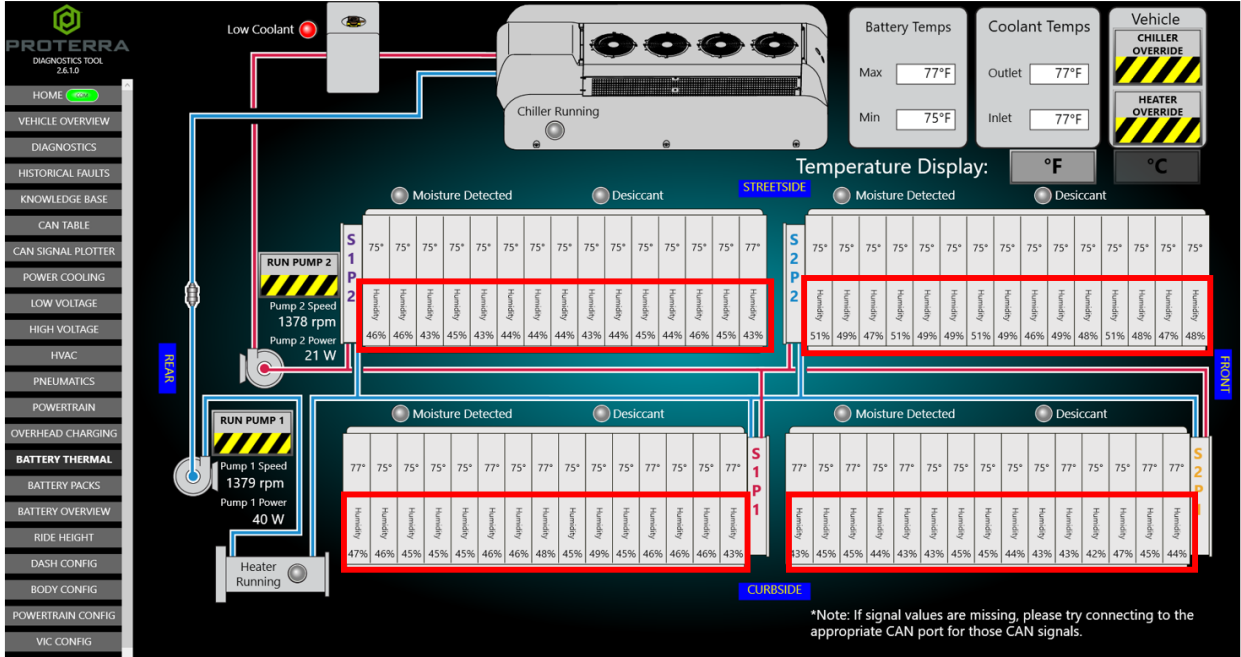 PROTERRA
DIAGNOSTICS TOOL
2.6.1.0
HOME
VEHICLE OVERVIEW
DIAGNOSTICS
HISTORICAL FAULTS
KNOWLEDGE BASE
CAN TABLE
CAN SIGNAL PLOTTER
POWER COOLING
LOW VOLTAGE
HIGH VOLTAGE
HVAC
PNEUMATICS
POWERTRAIN
OVERHEAD CHARGING
BATTERY THERMAL
BATTERY PACKS
BATTERY OVERVIEW
RIDE HEIGHT
DASH CONFIG
BODY CONFIG
POWERTRAIN CONFIG
VIC CONFIG
Low Coolant
Chiller Running
Battery Temps
Max 77°F
Min 75°F
Coolant Temps
Outlet 77°F
Inlet 77°F
Vehicle
CHILLER
OVERRIDE
HEATER
OVERRIDE
Temperature Display: °F °C
STREETSIDE
Moisture Detected Desiccant
S1P2
75° 75° 75° 75° 75° 75° 75° 75° 75° 75° 75° 75° 75° 75° 77°
Humidity Humidity Humidity Humidity Humidity Humidity Humidity Humidity Humidity Humidity Humidity Humidity Humidity Humidity Humidity
46% 46% 43% 45% 43% 44% 44% 44% 43% 44% 45% 44% 46% 45% 43%
Moisture Detected Desiccant
S2P2
75° 75° 75° 75° 75° 75° 75° 75° 75° 75° 75° 75° 75° 75° 75°
Humidity Humidity Humidity Humidity Humidity Humidity Humidity Humidity Humidity Humidity Humidity Humidity Humidity Humidity Humidity
51% 49% 47% 51% 49% 49% 51% 49% 46% 49% 48% 51% 48% 47% 48%
RUN PUMP 2
Pump 2 Speed
1378 rpm
Pump 2 Power
21 W
REAR
FRONT
RUN PUMP 1
Pump 1 Speed
1379 rpm
Pump 1 Power
40 W
Heater
Running
Moisture Detected Desiccant
77° 75° 75° 75° 75° 75° 77° 75° 75° 75° 75° 75° 75° 77° 77°
Humidity Humidity Humidity Humidity Humidity Humidity Humidity Humidity Humidity Humidity Humidity Humidity Humidity Humidity Humidity
47% 46% 45% 45% 46% 46% 48% 45% 49% 45% 46% 46% 46% 46% 43%
S1P1
Moisture Detected Desiccant
77° 75° 77° 75° 75° 75° 77° 75° 75° 75° 75° 75° 75° 77° 77°
Humidity Humidity Humidity Humidity Humidity Humidity Humidity Humidity Humidity Humidity Humidity Humidity Humidity Humidity Humidity
43% 45% 45% 44% 43% 43% 45% 45% 44% 43% 43% 42% 47% 45% 44%
S2P
CURBSIDE
*Note: If signal values are missing, please try connecting to the
appropriate CAN port for those CAN signals.